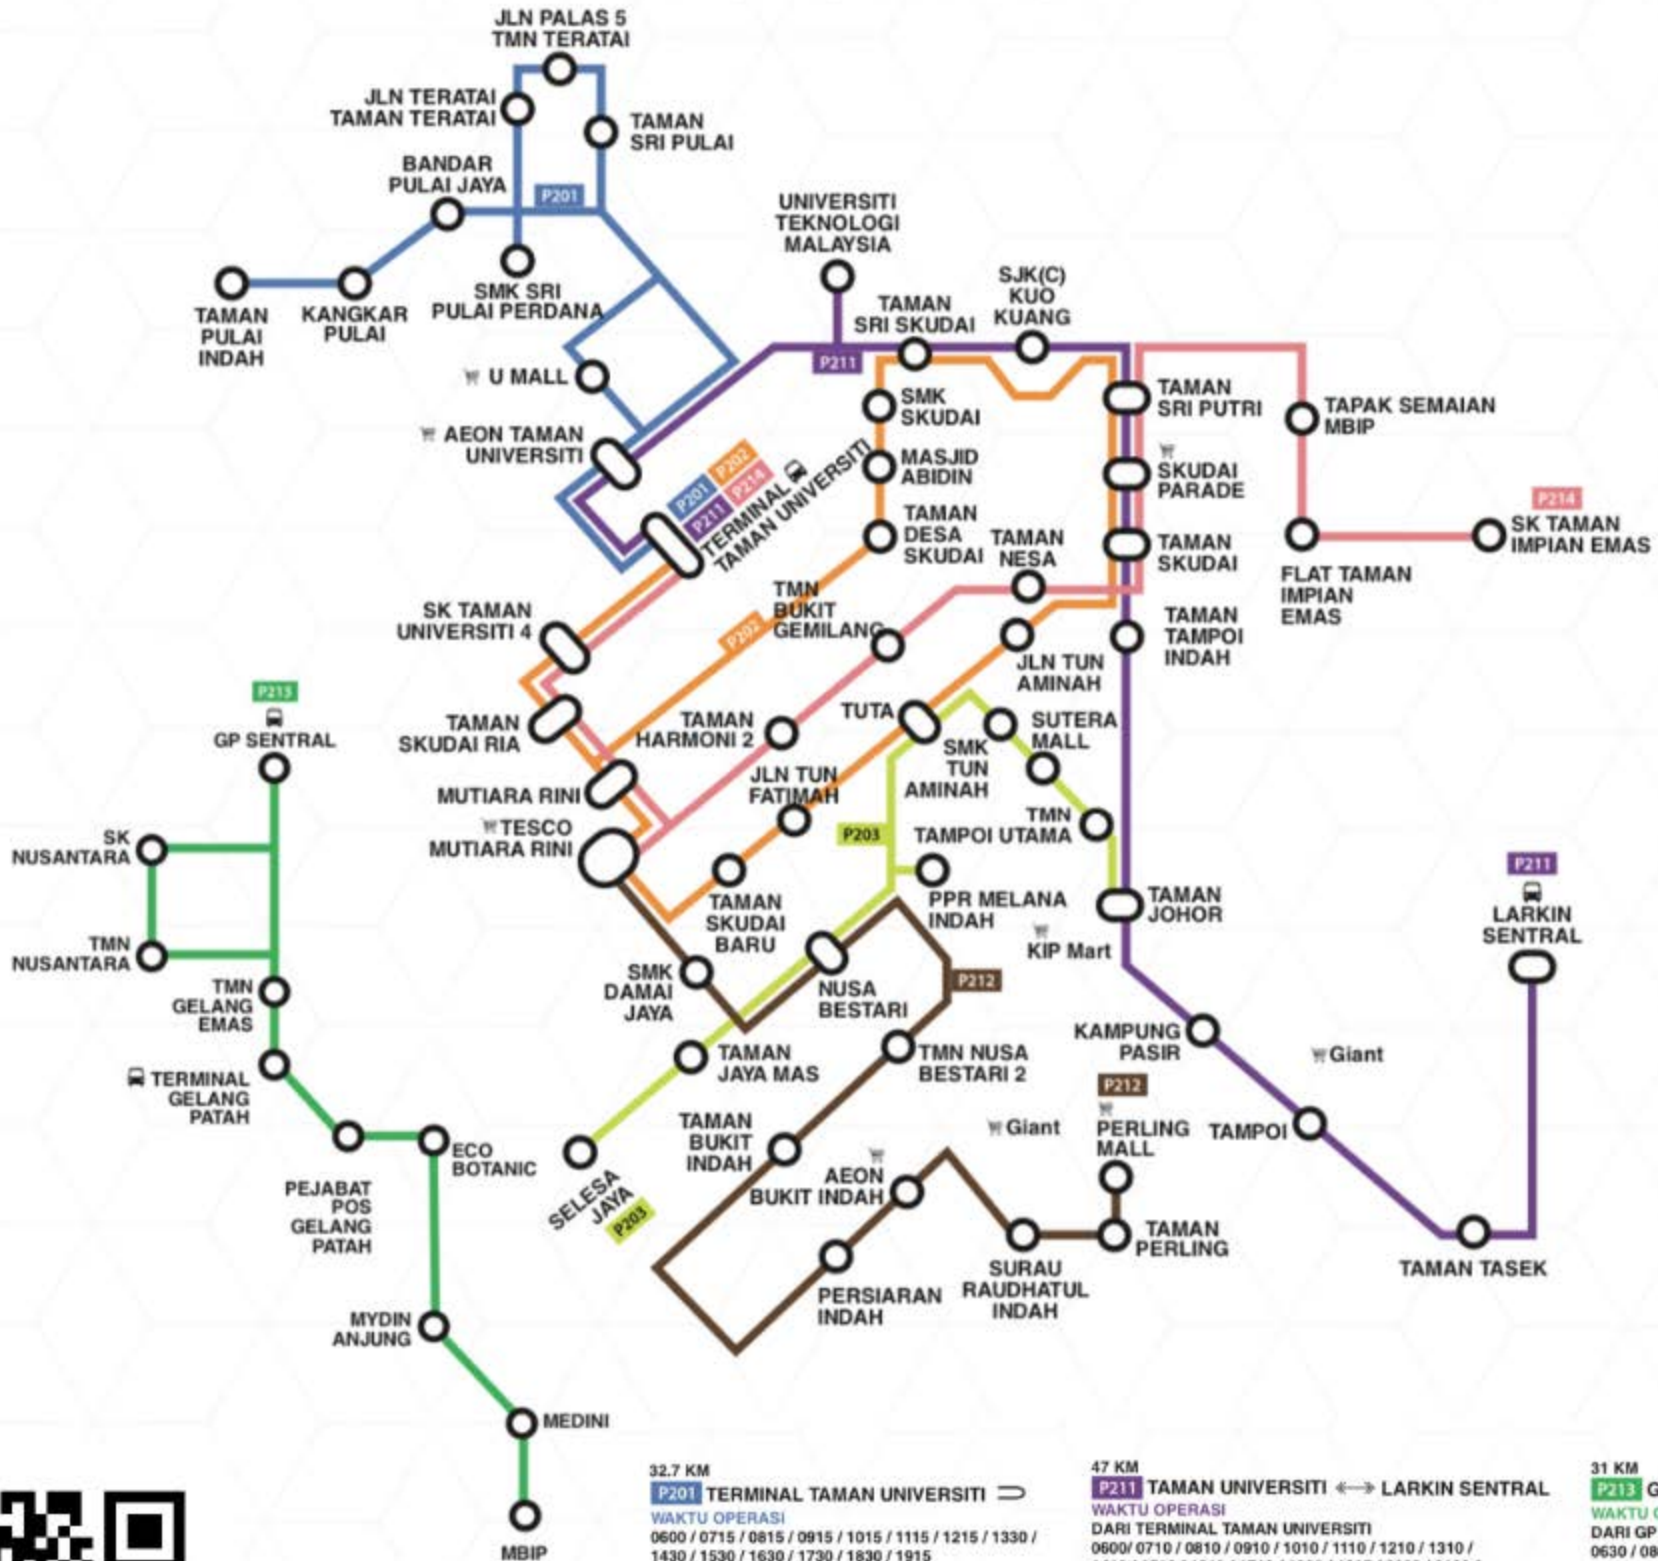 JLN PALAS 5
TMN TERATAI
JLN TERATAI
TAMAN TERATAI
TAMAN
SRI PULAI
BANDAR
PULAI JAYA
P201
TAMAN
PULAI
INDAH
KANGKAR
PULAI
SMK SRI
PULAI PERDANA
U MALL
AEON TAMAN
UNIVERSITI
UNIVERSITI
TEKNOLOGI
MALAYSIA
P211
TAMAN
SRI SKUDAI
SJK(C)
KUO
KUANG
SMK
SKUDAI
MASJID
ABIDIN
TAMAN
DESA
SKUDAI
TAMAN
SRI PUTRI
SKUDAI
PARADE
TAMAN
SKUDAI
TAPAK SEMAIAN
MBIP
P214
SK TAMAN
IMPIAN EMAS
FLAT TAMAN
IMPIAN
EMAS
P201 P202
P211 P214
TERMINAL
TAMAN UNIVERSITI
TAMAN
NESA
TMN
BUKIT
GEMILANG
P202
SK TAMAN
UNIVERSITI 4
TAMAN
TAMPOI
INDAH
JLN TUN
AMINAH
TAMAN
SKUDAI RIA
TAMAN
HARMONI 2
TUTA
SUTERA
MALL
SMK
TUN
AMINAH
MUTIARA RINI
JLN TUN
FATIMAH
TESCO
MUTIARA RINI
P203
TMN
TAMPOI UTAMA
TAMAN
SKUDAI
BARU
PPR MELANA
INDAH
TAMAN
JOHOR
KIP Mart
P211
LARKIN
SENTRAL
P213
GP SENTRAL
SK
NUSANTARA
TMN
NUSANTARA
TMN
GELANG
EMAS
TERMINAL
GELANG
PATAH
PEJABAT
POS
GELANG
PATAH
ECO
BOTANIC
MYDIN
ANJUNG
MEDINI
MBIP
SMK
DAMAI
JAYA
NUSA
BESTARI
P212
TAMAN
JAYA MAS
TMN NUSA
BESTARI 2
SELESA
JAYA
P203
TAMAN
BUKIT
INDAH
AEON
BUKIT INDAH
Giant
P212
PERLING
MALL
PERSIARAN
INDAH
SURAU
RAUDHATUL
INDAH
TAMAN
PERLING
KAMPUNG
PASIR
Giant
TAMPOI
TAMAN TASEK
32.7 KM
P201 TERMINAL TAMAN UNIVERSITI
WAKTU OPERASI
0600 / 0715 / 0815 / 0915 / 1015 / 1115 / 1215 / 1330 /
1430 / 1530 / 1630 / 1730 / 1830 / 1915
47 KM
P211 TAMAN UNIVERSITI <--> LARKIN SENTRAL
WAKTU OPERASI
DARI TERMINAL TAMAN UNIVERSITI
0600/ 0710 / 0810 / 0910 / 1010 / 1110 / 1210 / 1310 /
31 KM
P213 G
WAKTU
DARI GP
0630 / 08